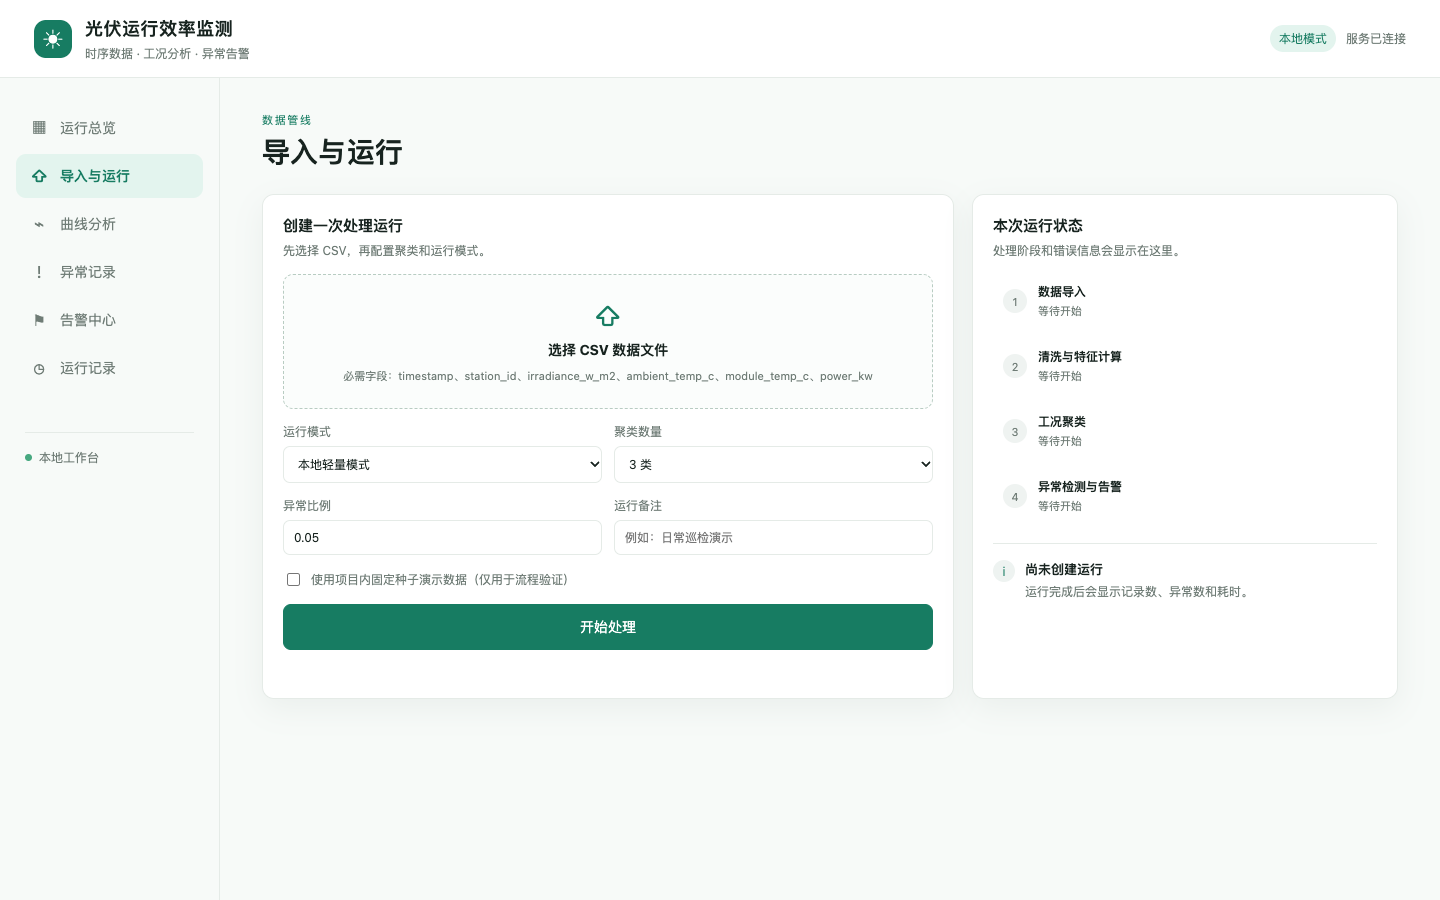 光伏运行效率监测
时序数据 · 工况分析 · 异常告警
本地模式
服务已连接
运行总览
导入与运行
曲线分析
异常记录
告警中心
运行记录
本地工作台
数据管线
导入与运行
创建一次处理运行
先选择 CSV，再配置聚类和运行模式。
选择 CSV 数据文件
必需字段：timestamp、station_id、irradiance_w_m2、ambient_temp_c、module_temp_c、power_kw
运行模式
本地轻量模式
聚类数量
3 类
异常比例
0.05
运行备注
例如：日常巡检演示
使用项目内固定种子演示数据（仅用于流程验证）
开始处理
本次运行状态
处理阶段和错误信息会显示在这里。
1
数据导入
等待开始
2
清洗与特征计算
等待开始
3
工况聚类
等待开始
4
异常检测与告警
等待开始
i
尚未创建运行
运行完成后会显示记录数、异常数和耗时。